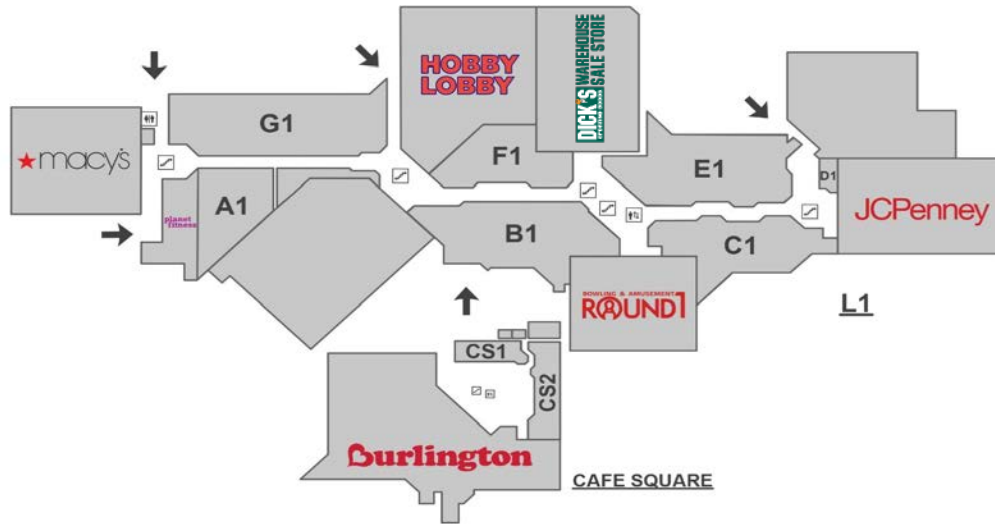 HOBBY
LOBBY
DICK'S
WAREHOUSE
SALE STORE
G1
macy's
F1
E1
D1
A1
planet
fitness
B1
C1
JCPenney
BOWLING & AMUSEMENT
ROUND1
L1
CS1
CS2
Burlington
CAFE SQUARE